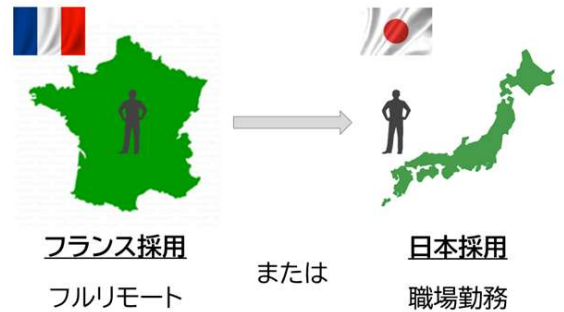 フランス採用
フルリモート
または
日本採用
職場勤務